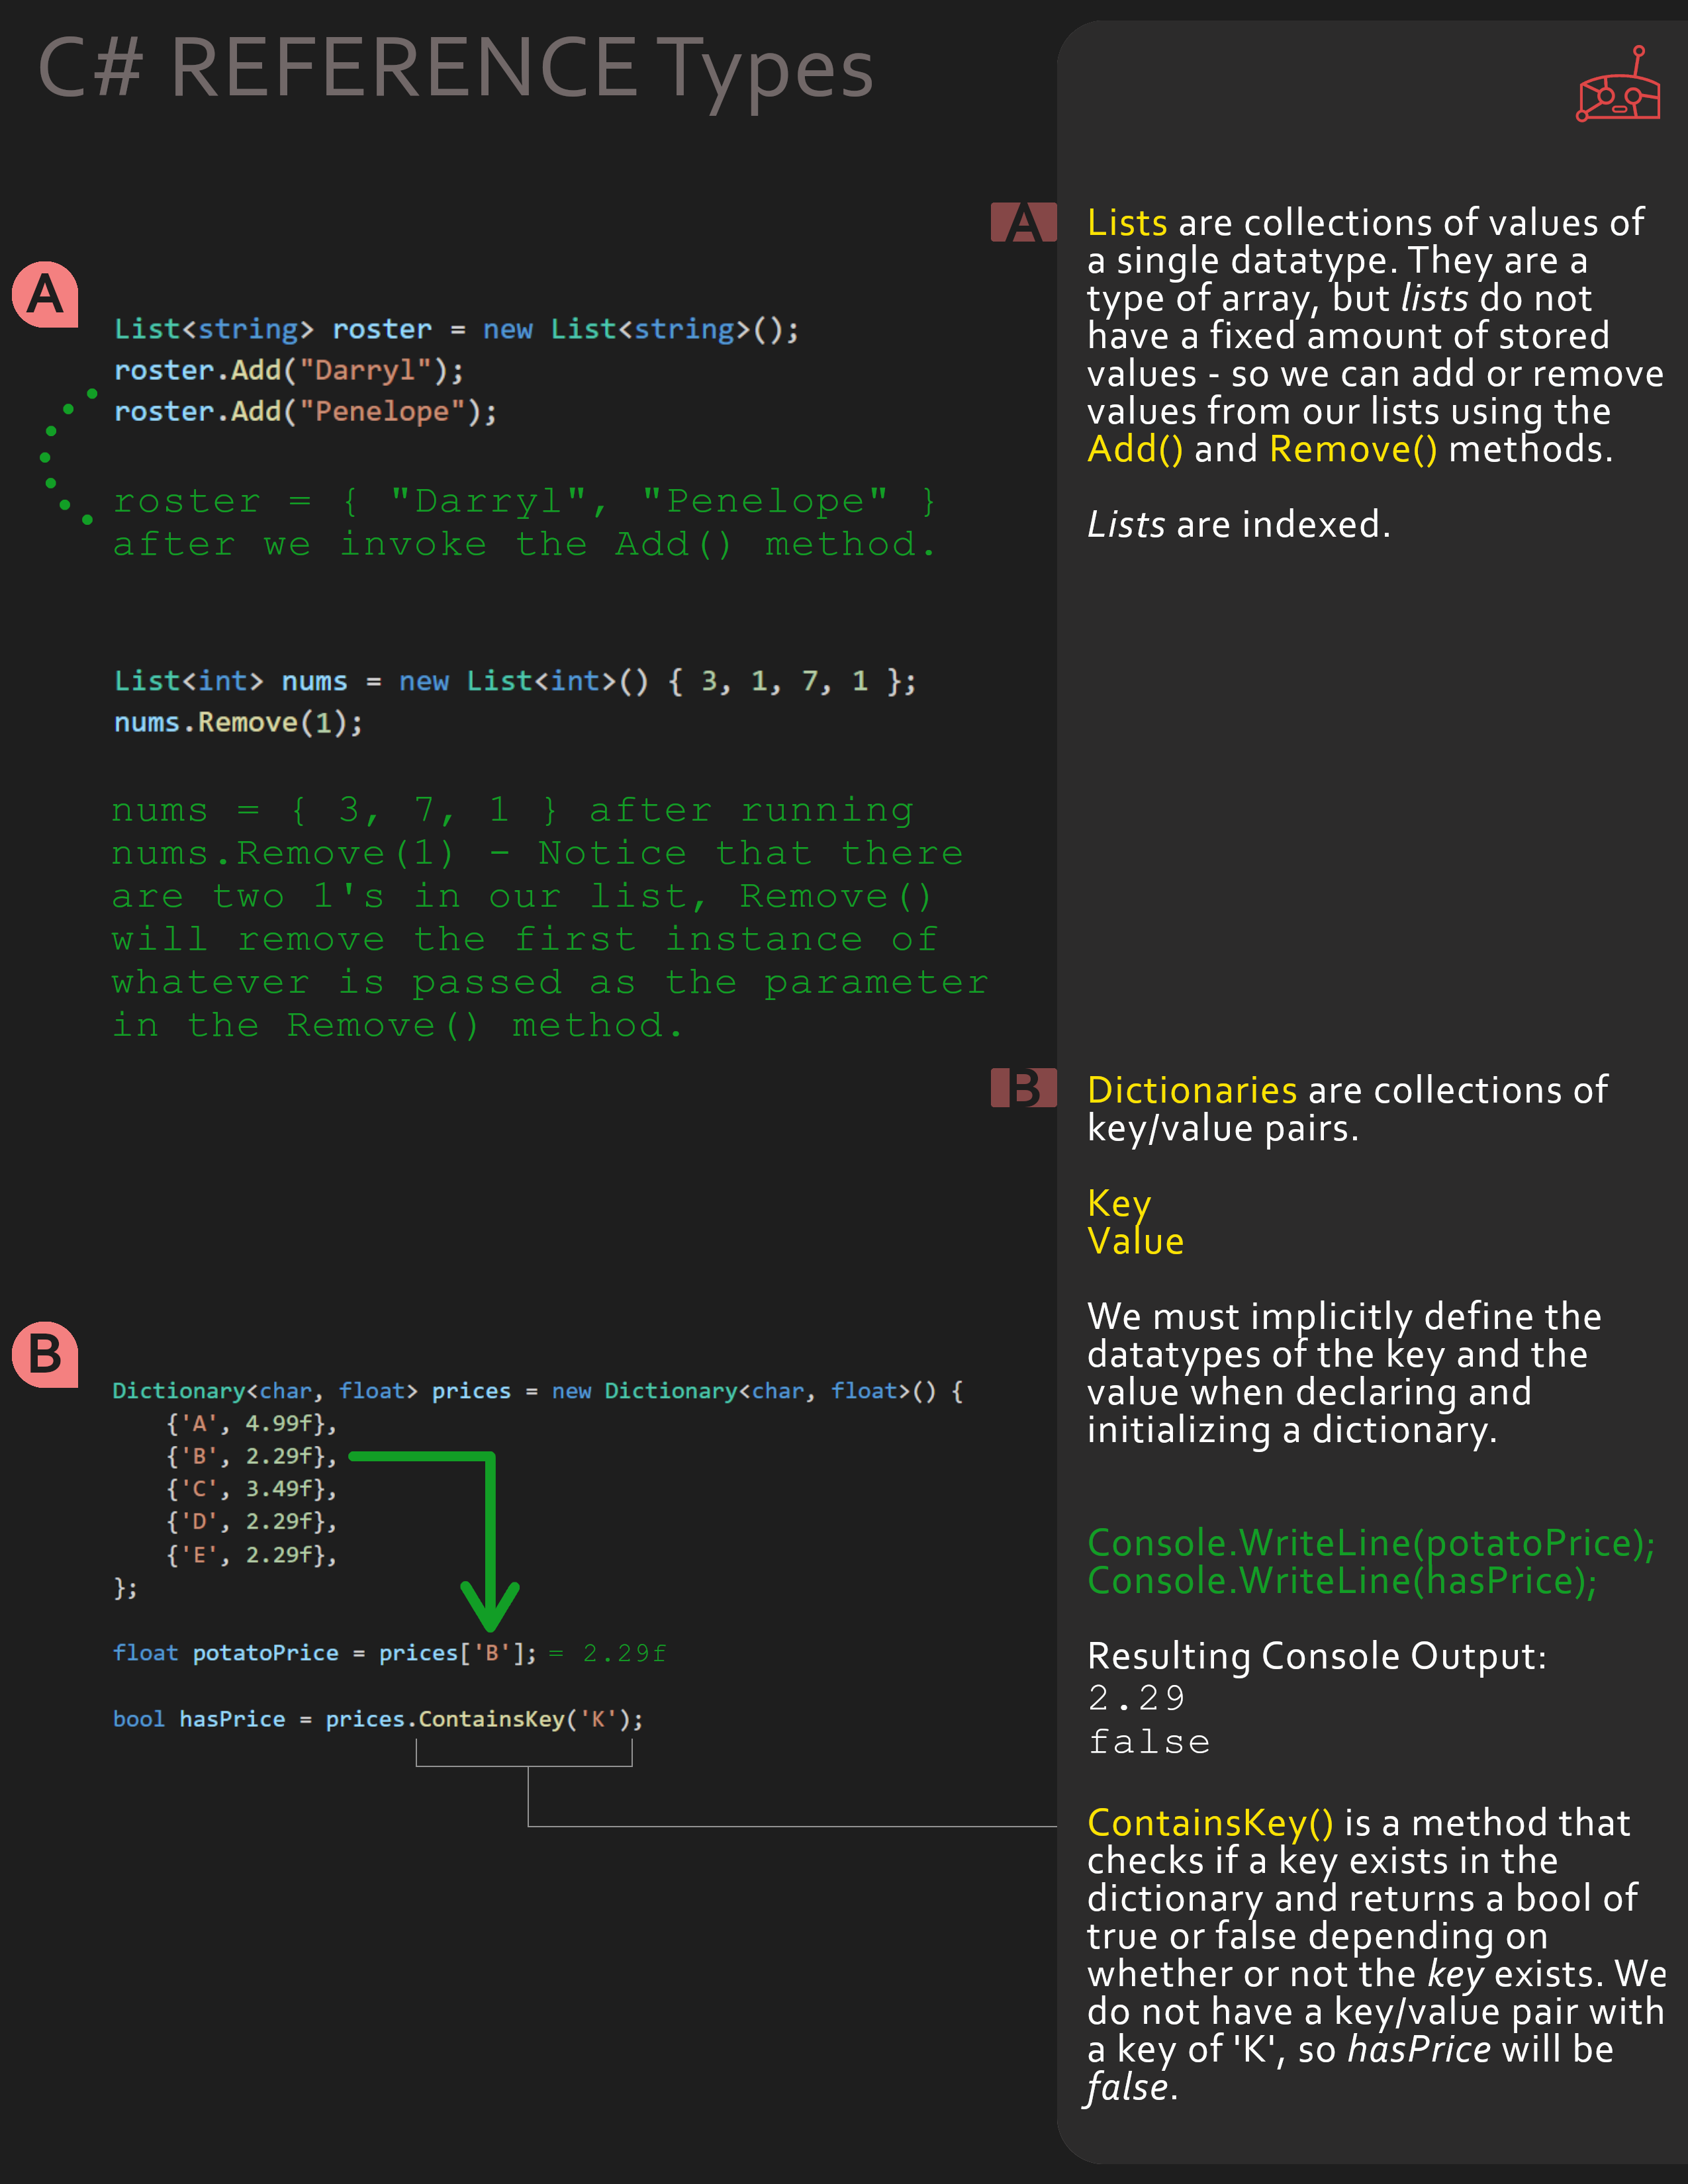 C# REFERENCE Types
A
List<string> roster = new List<string>();
roster.Add("Darryl");
roster.Add("Penelope");
roster = { "Darryl", "Penelope" }
after we invoke the Add() method.
List<int> nums = new List<int>() { 3, 1, 7, 1 };
nums.Remove(1);
nums = { 3, 7, 1 } after running
nums.Remove(1) - Notice that there
are two 1's in our list, Remove()
will remove the first instance of
whatever is passed as the parameter
in the Remove() method.
A
Lists are collections of values of
a single datatype. They are a
type of array, but lists do not
have a fixed amount of stored
values - so we can add or remove
values from our lists using the
Add() and Remove() methods.
Lists are indexed.
B
Dictionary<char, float> prices = new Dictionary<char, float>() {
{'A', 4.99f},
{'B', 2.29f},
{'C', 3.49f},
{'D', 2.29f},
{'E', 2.29f},
};
float potatoPrice = prices['B']; = 2.29f
bool hasPrice = prices.ContainsKey('K');
B
Dictionaries are collections of
key/value pairs.
Key
Value
We must implicitly define the
datatypes of the key and the
value when declaring and
initializing a dictionary.
Console.WriteLine(potatoPrice);
Console.WriteLine(hasPrice);
Resulting Console Output:
2.29
false
ContainsKey() is a method that
checks if a key exists in the
dictionary and returns a bool of
true or false depending on
whether or not the key exists. We
do not have a key/value pair with
a key of 'K', so hasPrice will be
false.